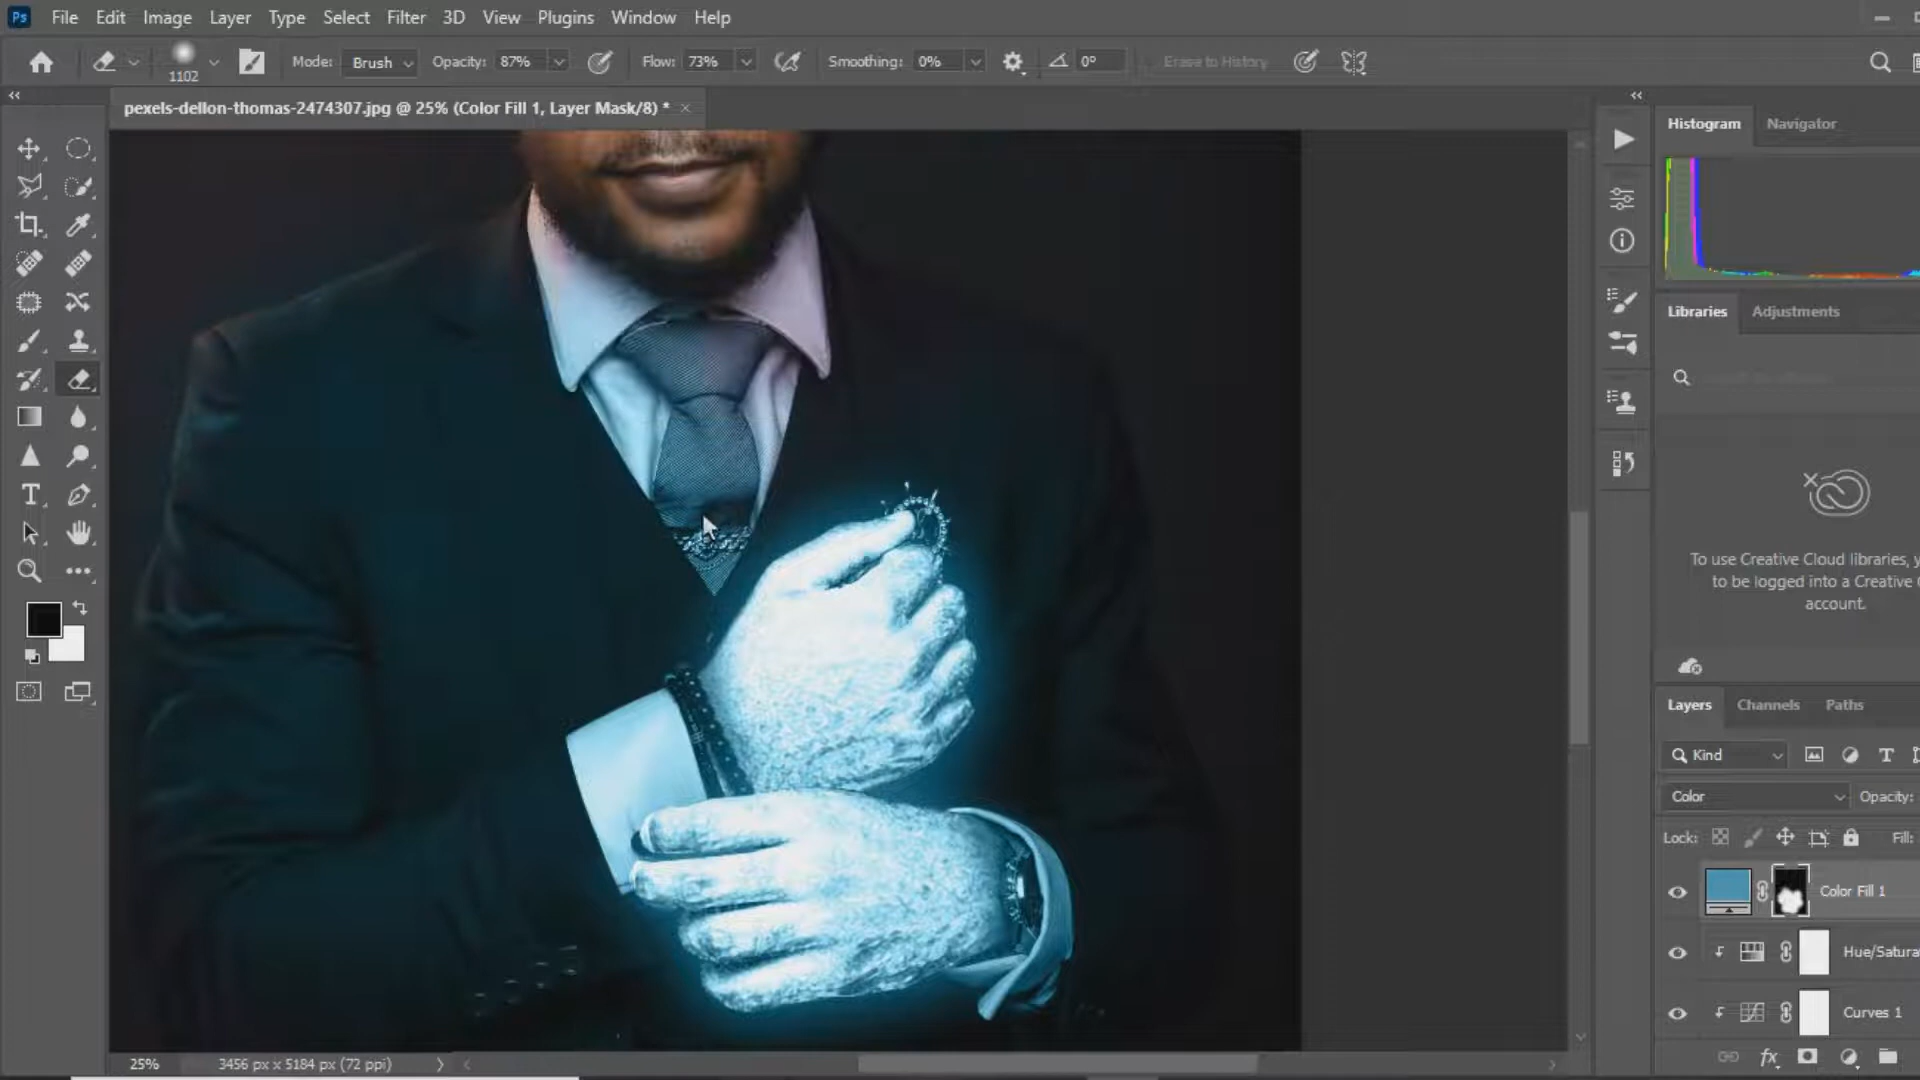 Ps File Edit Image Layer Type Select Filter 3D View Plugins Window Help
1102 Mode: Brush Opacity: 87% Flow: 73% Smoothing: 0% 0° Erase to History
pexels-dellon-thomas-2474307.jpg @ 25% (Color Fill 1, Layer Mask/8) * ×
Histogram Navigator
Libraries Adjustments
To use Creative Cloud libraries, y
to be logged into a Creative C
account.
Layers Channels Paths
Kind
Color Opacity:
Lock: Fill:
Color Fill 1
Hue/Satura
Curves 1
fx
25% 3456 px x 5184 px (72 ppi)